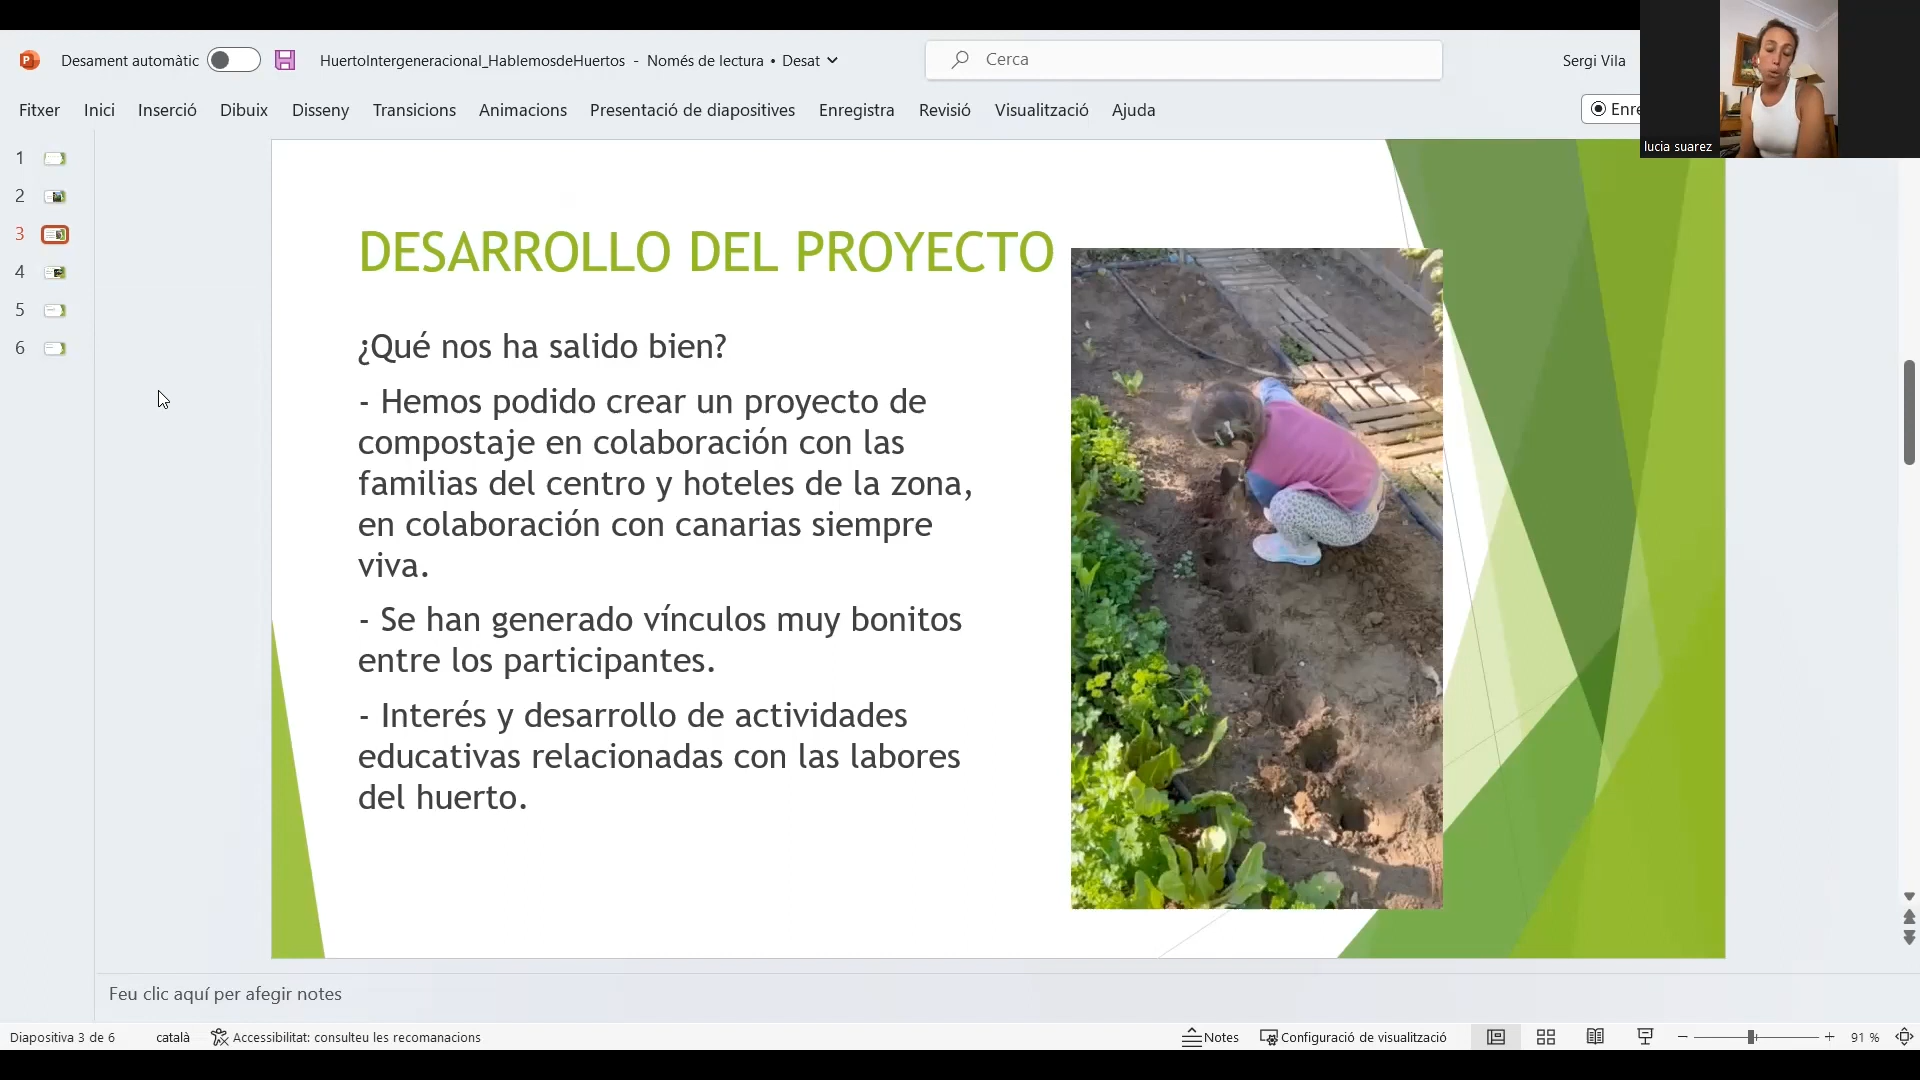 Desament automàtic
HuertoIntergeneracional_HablemosdeHuertos - Només de lectura • Desat
Cerca
Sergi Vila
lucia suarez
Fitxer Inici Inserció Dibuix Disseny Transicions Animacions Presentació de diapositives Enregistra Revisió Visualització Ajuda
Enre
1
2
3
4
5
6
DESARROLLO DEL PROYECTO
¿Qué nos ha salido bien?
- Hemos podido crear un proyecto de
compostaje en colaboración con las
familias del centro y hoteles de la zona,
en colaboración con canarias siempre
viva.
- Se han generado vínculos muy bonitos
entre los participantes.
- Interés y desarrollo de actividades
educativas relacionadas con las labores
del huerto.
Feu clic aquí per afegir notes
Diapositiva 3 de 6 català Accessibilitat: consulteu les recomanacions Notes Configuració de visualització 91 %